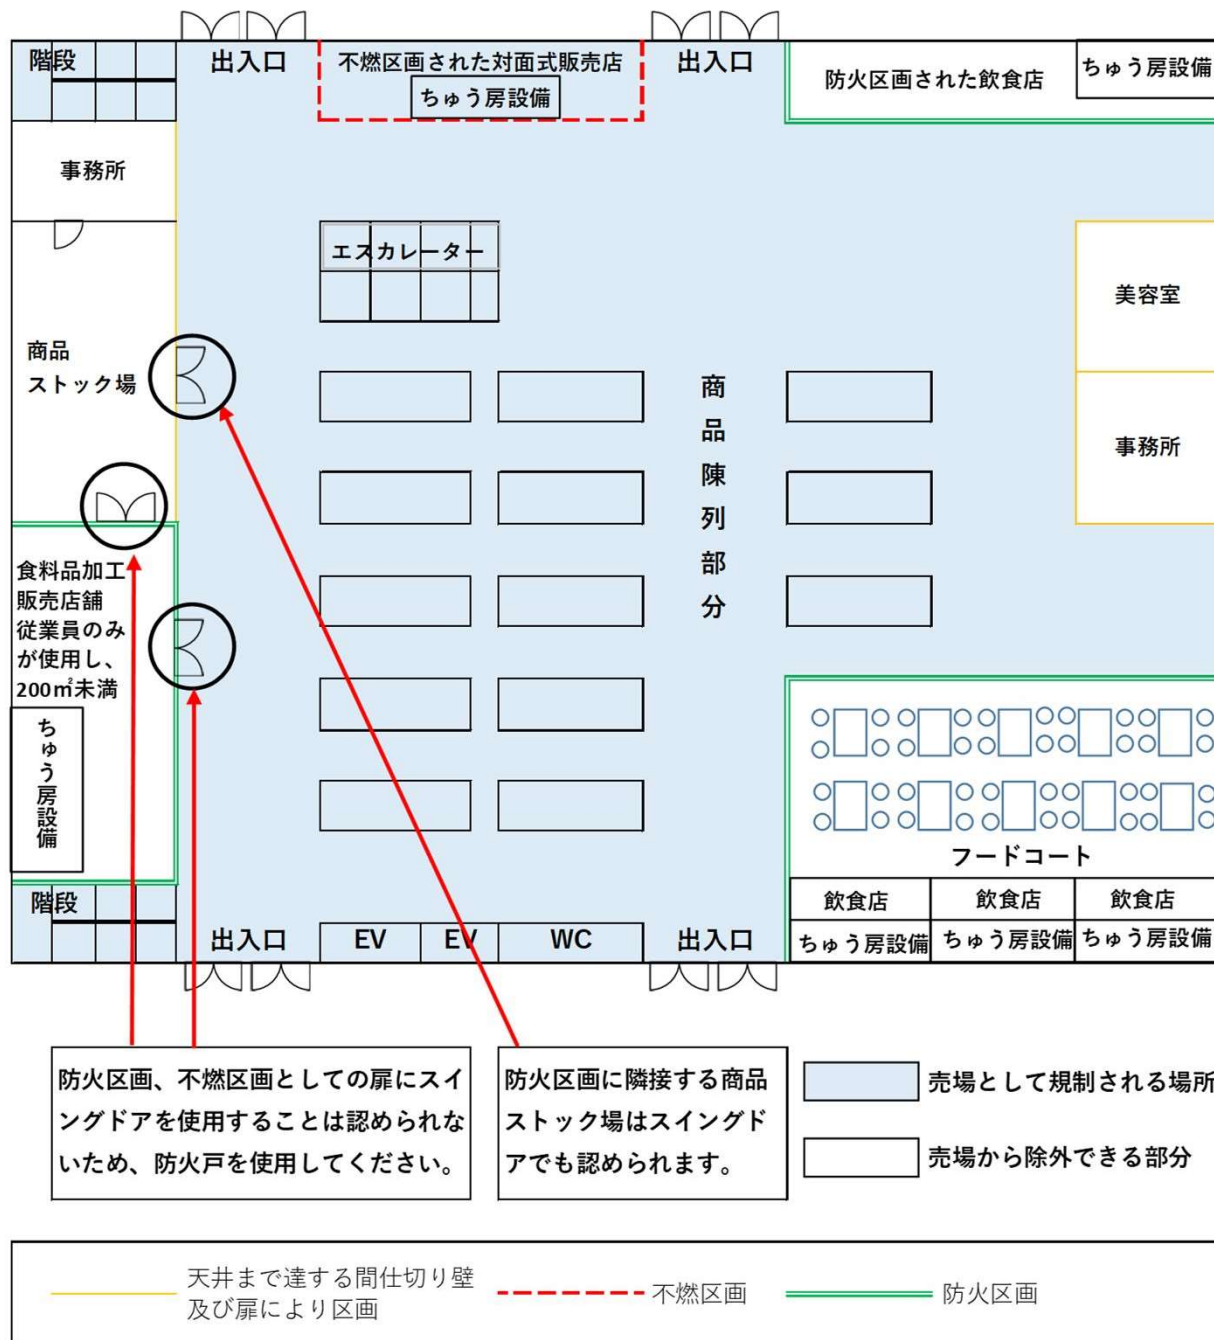 階段
出入口
不燃区画された対面式販売店
ちゅう房設備
出入口
防火区画された飲食店
ちゅう房設備
事務所
エスカレーター
美容室
商品
ストック場
商品陳列部分
事務所
食料品加工
販売店舗
従業員のみ
が使用し、
200㎡未満
ちゅう房設備
フードコート
階段
飲食店
飲食店
飲食店
出入口
EV
EV
WC
出入口
ちゅう房設備
ちゅう房設備
ちゅう房設備
防火区画、不燃区画としての扉にスイ
ングドアを使用することは認められな
いため、防火戸を使用してください。
防火区画に隣接する商品
ストック場はスイングド
アでも認められます。
売場として規制される場所
売場から除外できる部分
天井まで達する間仕切り壁
及び扉により区画
不燃区画
防火区画